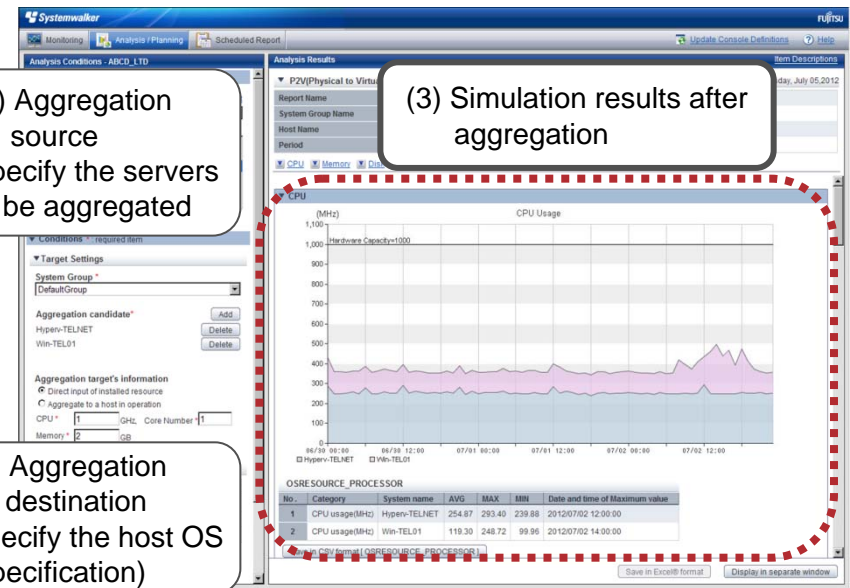 Systemwalker
FUJITSU
Monitoring
Analysis / Planning
Scheduled Report
Update Console Definitions
Help
Analysis Conditions - ABCD_LTD
) Aggregation
source
pecify the servers
be aggregated
Conditions * : required item
Target Settings
System Group *
DefaultGroup
Aggregation candidate*
Add
Hyperv-TELNET
Delete
Win-TEL01
Delete
Aggregation target's information
Direct input of installed resource
Aggregate to a host in operation
CPU * 1 GHz, Core Number *1
Memory * 2 GB
Aggregation
destination
ecify the host OS
pecification)
Analysis Results
Item Descriptions
P2V(Physical to Virtu
day, July 05,2012
Report Name
System Group Name
Host Name
Period
(3) Simulation results after
aggregation
CPU Memory Dis
CPU
(MHz)
CPU Usage
1,100
1,000
Hardware Capacity=1000
900
800
700
600
500
400
300
200
100
0
06/30 00:00 06/30 12:00 07/01 00:00 07/01 12:00 07/02 00:00 07/02 12:00
Hyperv-TELNET Win-TEL01
OSRESOURCE_PROCESSOR
No. Category System name AVG MAX MIN Date and time of Maximum value
1 CPU usage(MHz) Hyperv-TELNET 254.87 293.40 239.88 2012/07/02 12:00:00
2 CPU usage(MHz) Win-TEL01 119.30 248.72 99.96 2012/07/02 14:00:00
Save in CSV format [ OSRESOURCE_PROCESSOR ]
Save in Excel® format
Display in separate window